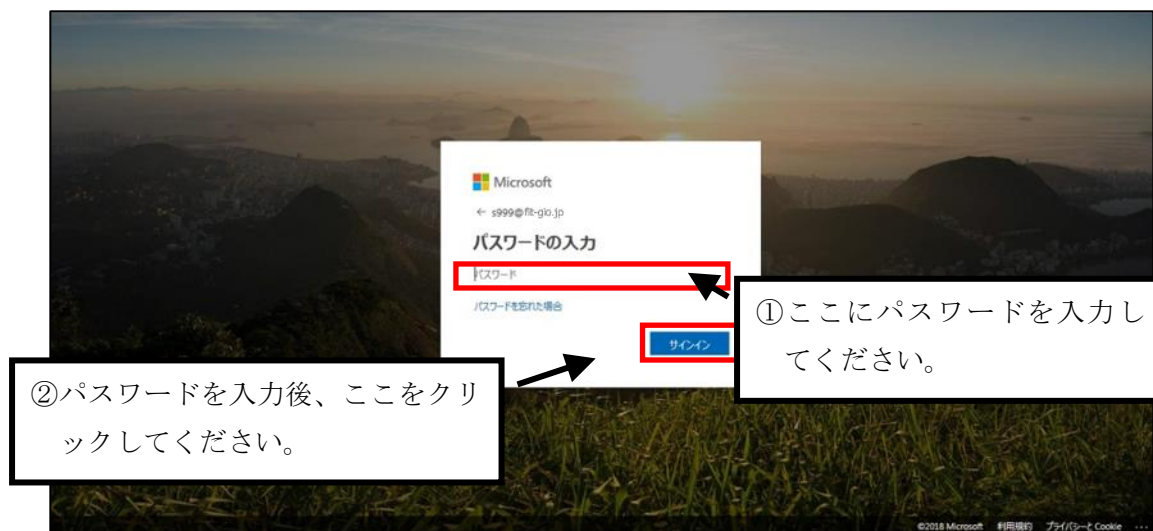 Microsoft
← s999@fit-gio.jp
パスワードの入力
パスワード
パスワードを忘れた場合
サインイン
①ここにパスワードを入力し
てください。
②パスワードを入力後、ここをクリ
ックしてください。
©2018 Microsoft 利用規約 プライバシーと Cookie ...